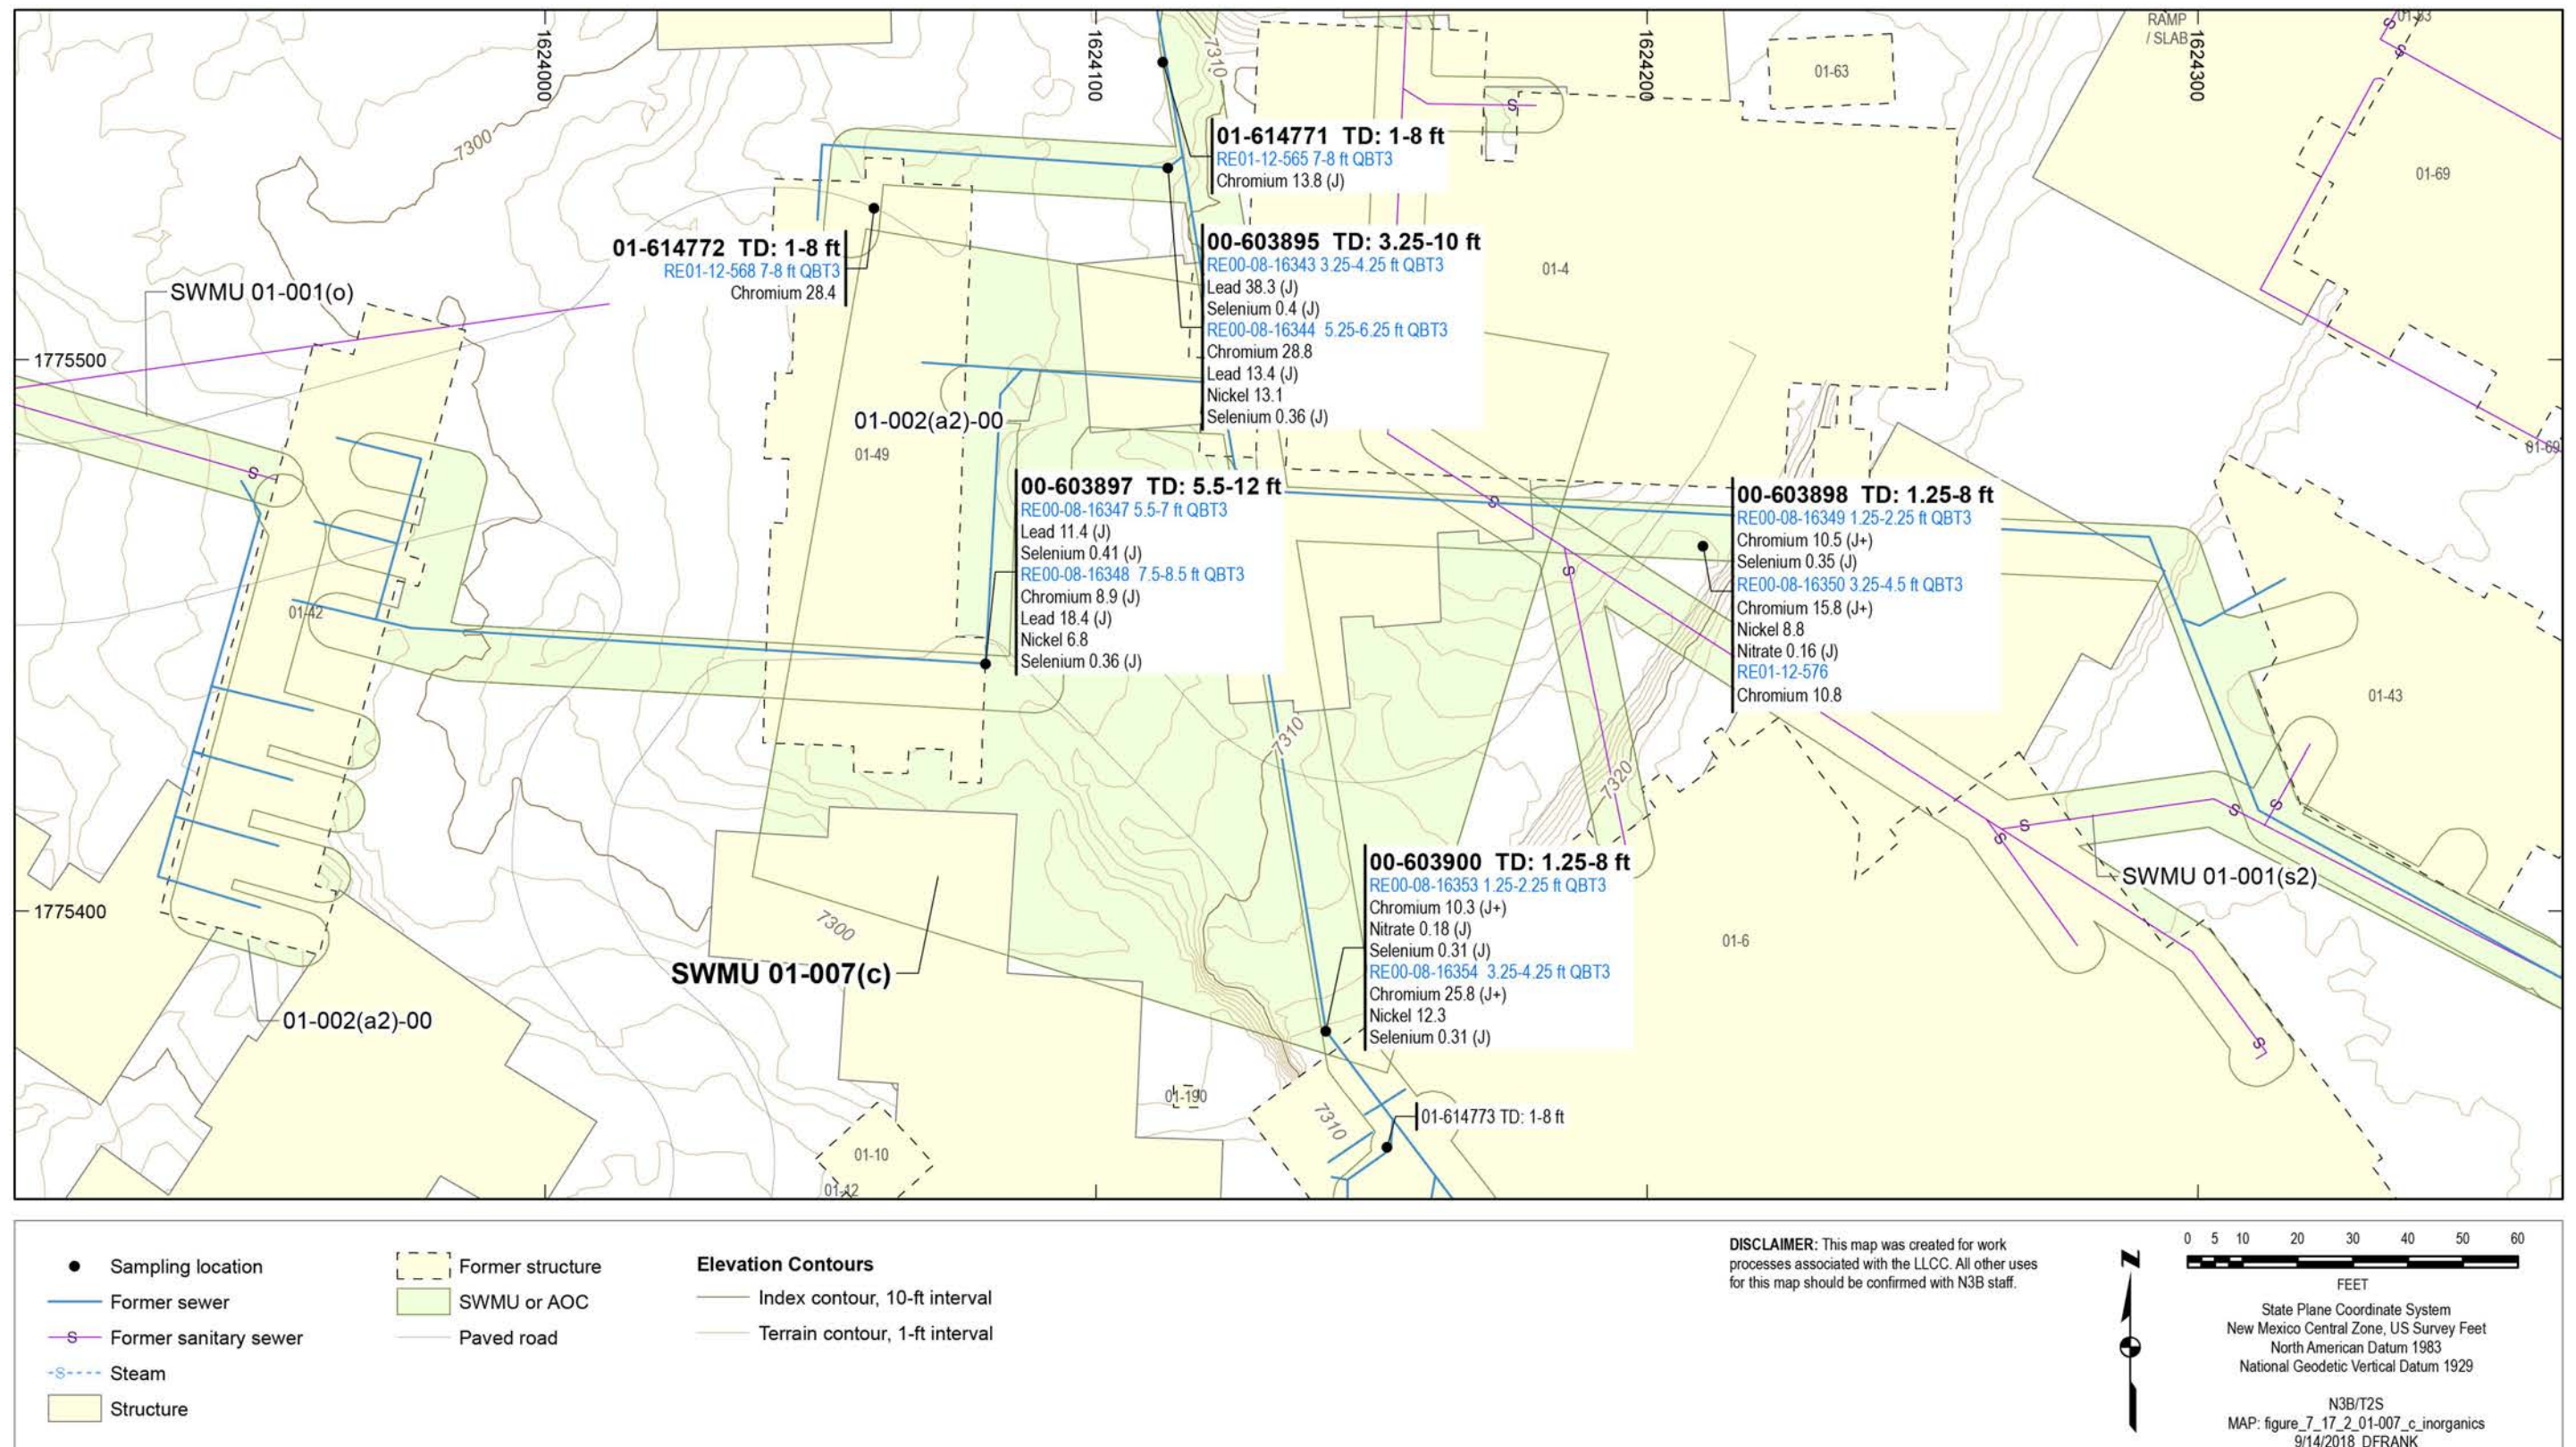 1624000
1624100
1624200
1624300
RAMP
/ SLAB
01-63
7310
7300
01-69
01-614771 TD: 1-8 ft
RE01-12-565 7-8 ft QBT3
Chromium 13.8 (J)
01-614772 TD: 1-8 ft
RE01-12-568 7-8 ft QBT3
Chromium 28.4
00-603895 TD: 3.25-10 ft
RE00-08-16343 3.25-4.25 ft QBT3
Lead 38.3 (J)
Selenium 0.4 (J)
RE00-08-16344 5.25-6.25 ft QBT3
Chromium 28.8
Lead 13.4 (J)
Nickel 13.1
Selenium 0.36 (J)
01-4
SWMU 01-001(o)
1775500
01-002(a2)-00
01-49
01-69
S
S
S
S
S
S
00-603897 TD: 5.5-12 ft
RE00-08-16347 5.5-7 ft QBT3
Lead 11.4 (J)
Selenium 0.41 (J)
RE00-08-16348 7.5-8.5 ft QBT3
Chromium 8.9 (J)
Lead 18.4 (J)
Nickel 6.8
Selenium 0.36 (J)
00-603898 TD: 1.25-8 ft
RE00-08-16349 1.25-2.25 ft QBT3
Chromium 10.5 (J+)
Selenium 0.35 (J)
RE00-08-16350 3.25-4.5 ft QBT3
Chromium 15.8 (J+)
Nickel 8.8
Nitrate 0.16 (J)
RE01-12-576
Chromium 10.8
01-42
01-43
7310
7320
S
S
S
S
00-603900 TD: 1.25-8 ft
RE00-08-16353 1.25-2.25 ft QBT3
Chromium 10.3 (J+)
Nitrate 0.18 (J)
Selenium 0.31 (J)
RE00-08-16354 3.25-4.25 ft QBT3
Chromium 25.8 (J+)
Nickel 12.3
Selenium 0.31 (J)
SWMU 01-001(s2)
1775400
7300
01-6
SWMU 01-007(c)
01-002(a2)-00
S
01-190
7310
01-614773 TD: 1-8 ft
01-10
01-12
Sampling location
Former sewer
S Former sanitary sewer
-S---- Steam
Structure
Former structure
SWMU or AOC
Paved road
Elevation Contours
Index contour, 10-ft interval
Terrain contour, 1-ft interval
DISCLAIMER: This map was created for work
processes associated with the LLCC. All other uses
for this map should be confirmed with N3B staff.
N
0 5 10 20 30 40 50 60
FEET
State Plane Coordinate System
New Mexico Central Zone, US Survey Feet
North American Datum 1983
National Geodetic Vertical Datum 1929
N3B/T2S
MAP: figure_7_17_2_01-007_c_inorganics
9/14/2018 DFRANK